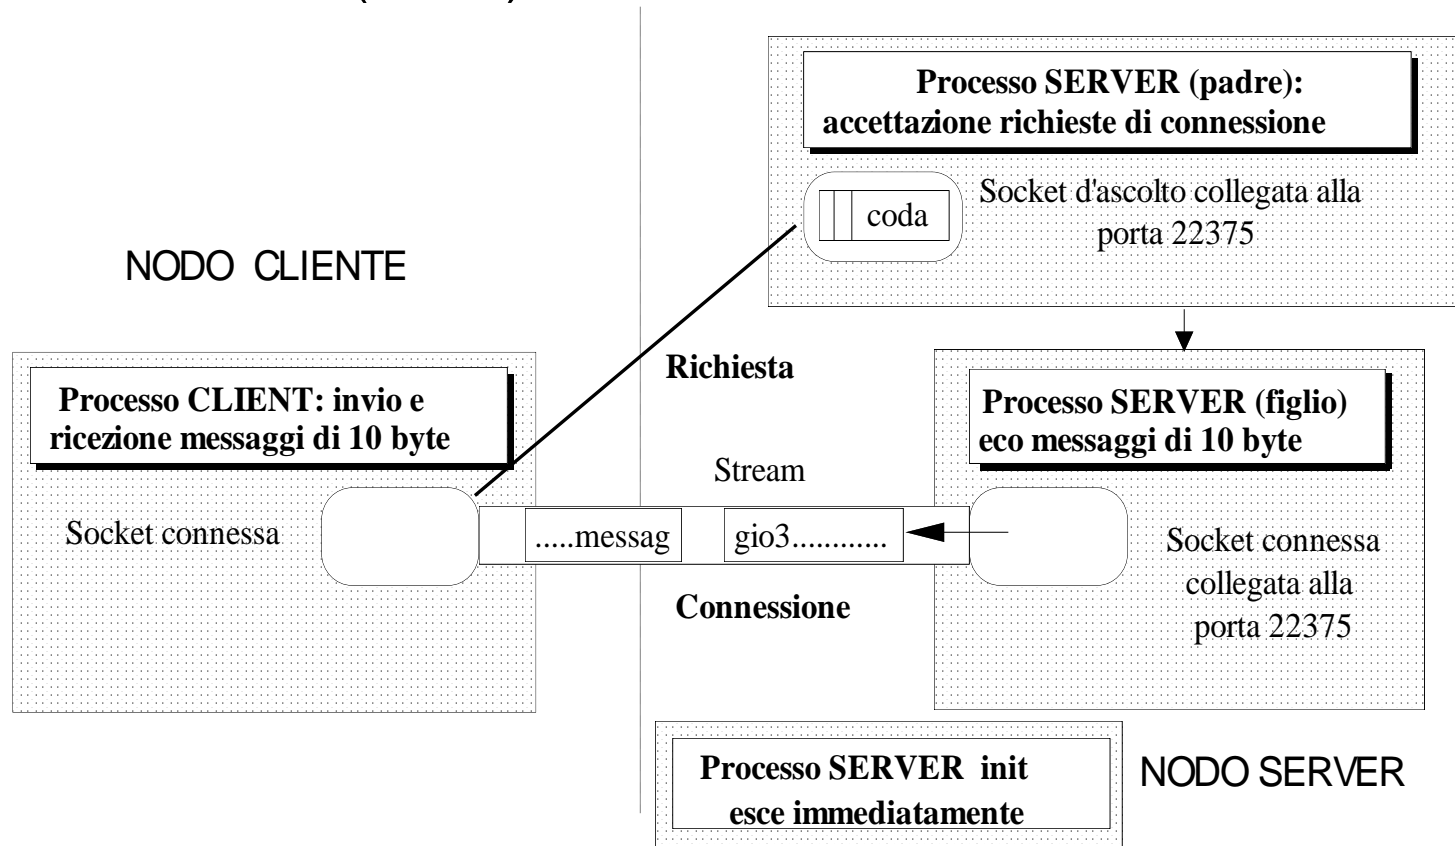 Processo SERVER (padre):
accettazione richieste di connessione
coda
Socket d'ascolto collegata alla
porta 22375
NODO CLIENTE
Richiesta
Processo CLIENT: invio e
ricezione messaggi di 10 byte
Processo SERVER (figlio)
eco messaggi di 10 byte
Stream
Socket connessa
.....messag
gio3............
Socket connessa
collegata alla
porta 22375
Connessione
Processo SERVER init
esce immediatamente
NODO SERVER